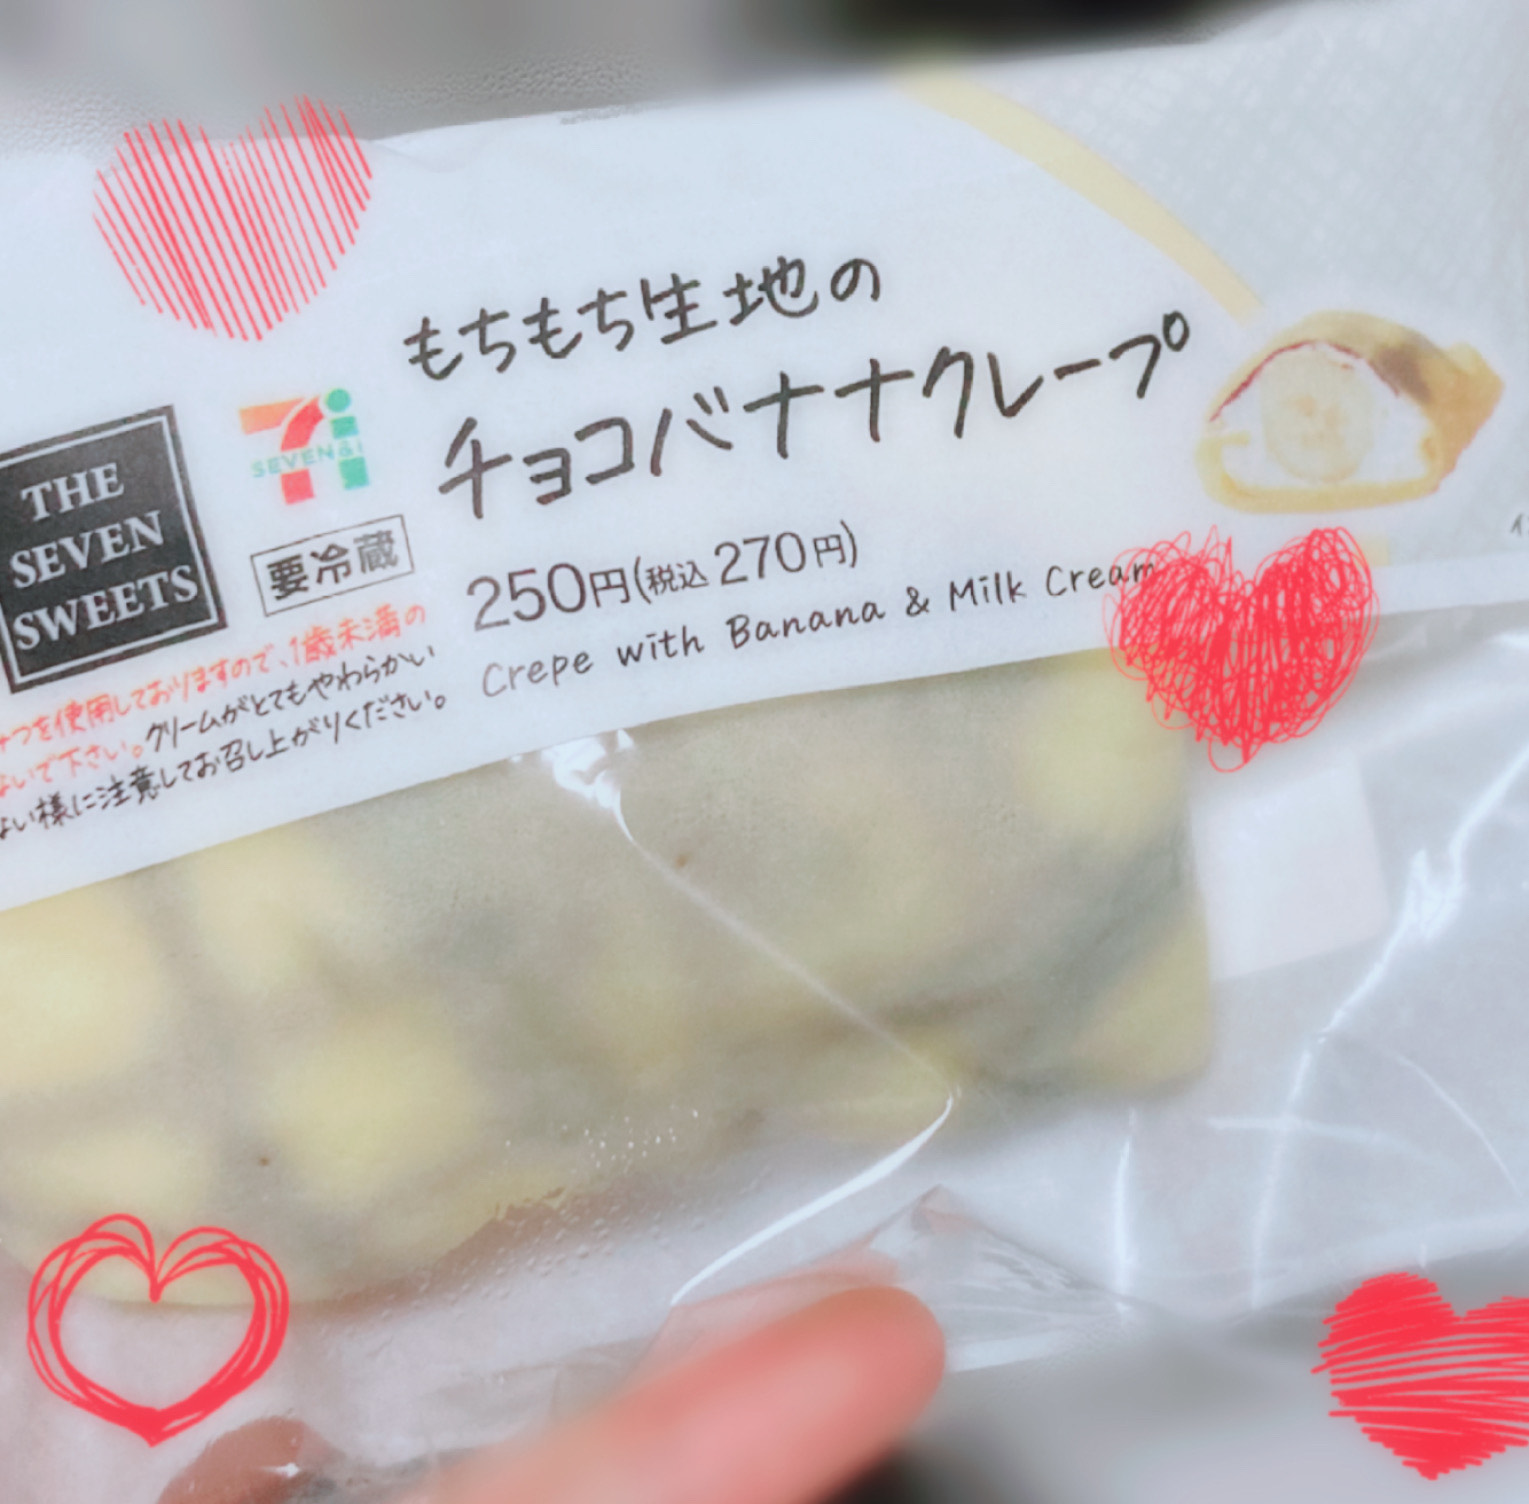 もちもち生地の
チョコバナナクレープ
250円(税込270円)
Crepe with Banana & Milk Cream
THE
SEVEN
SWEETS
SEVEN&i
要冷蔵
つを使用しておりますので、1歳未満の
ないで下さい。クリームがとてもやわらかい
ない様に注意してお召し上がりください。